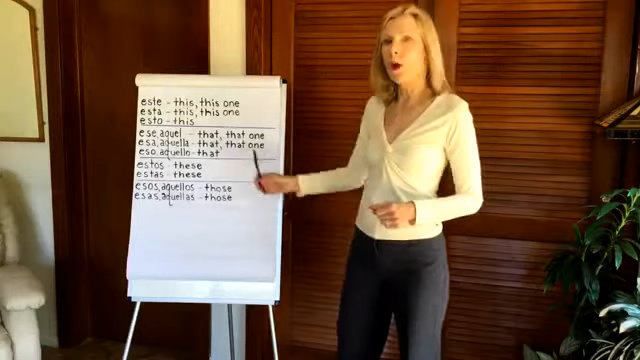 este - this, this one
esta - this, this one
esto - this
ese, aquel - that, that one
esa, aquella - that, that one
eso, aquello - that
estos - these
estas - these
esos, aquellos - those
esas, aquellas - those